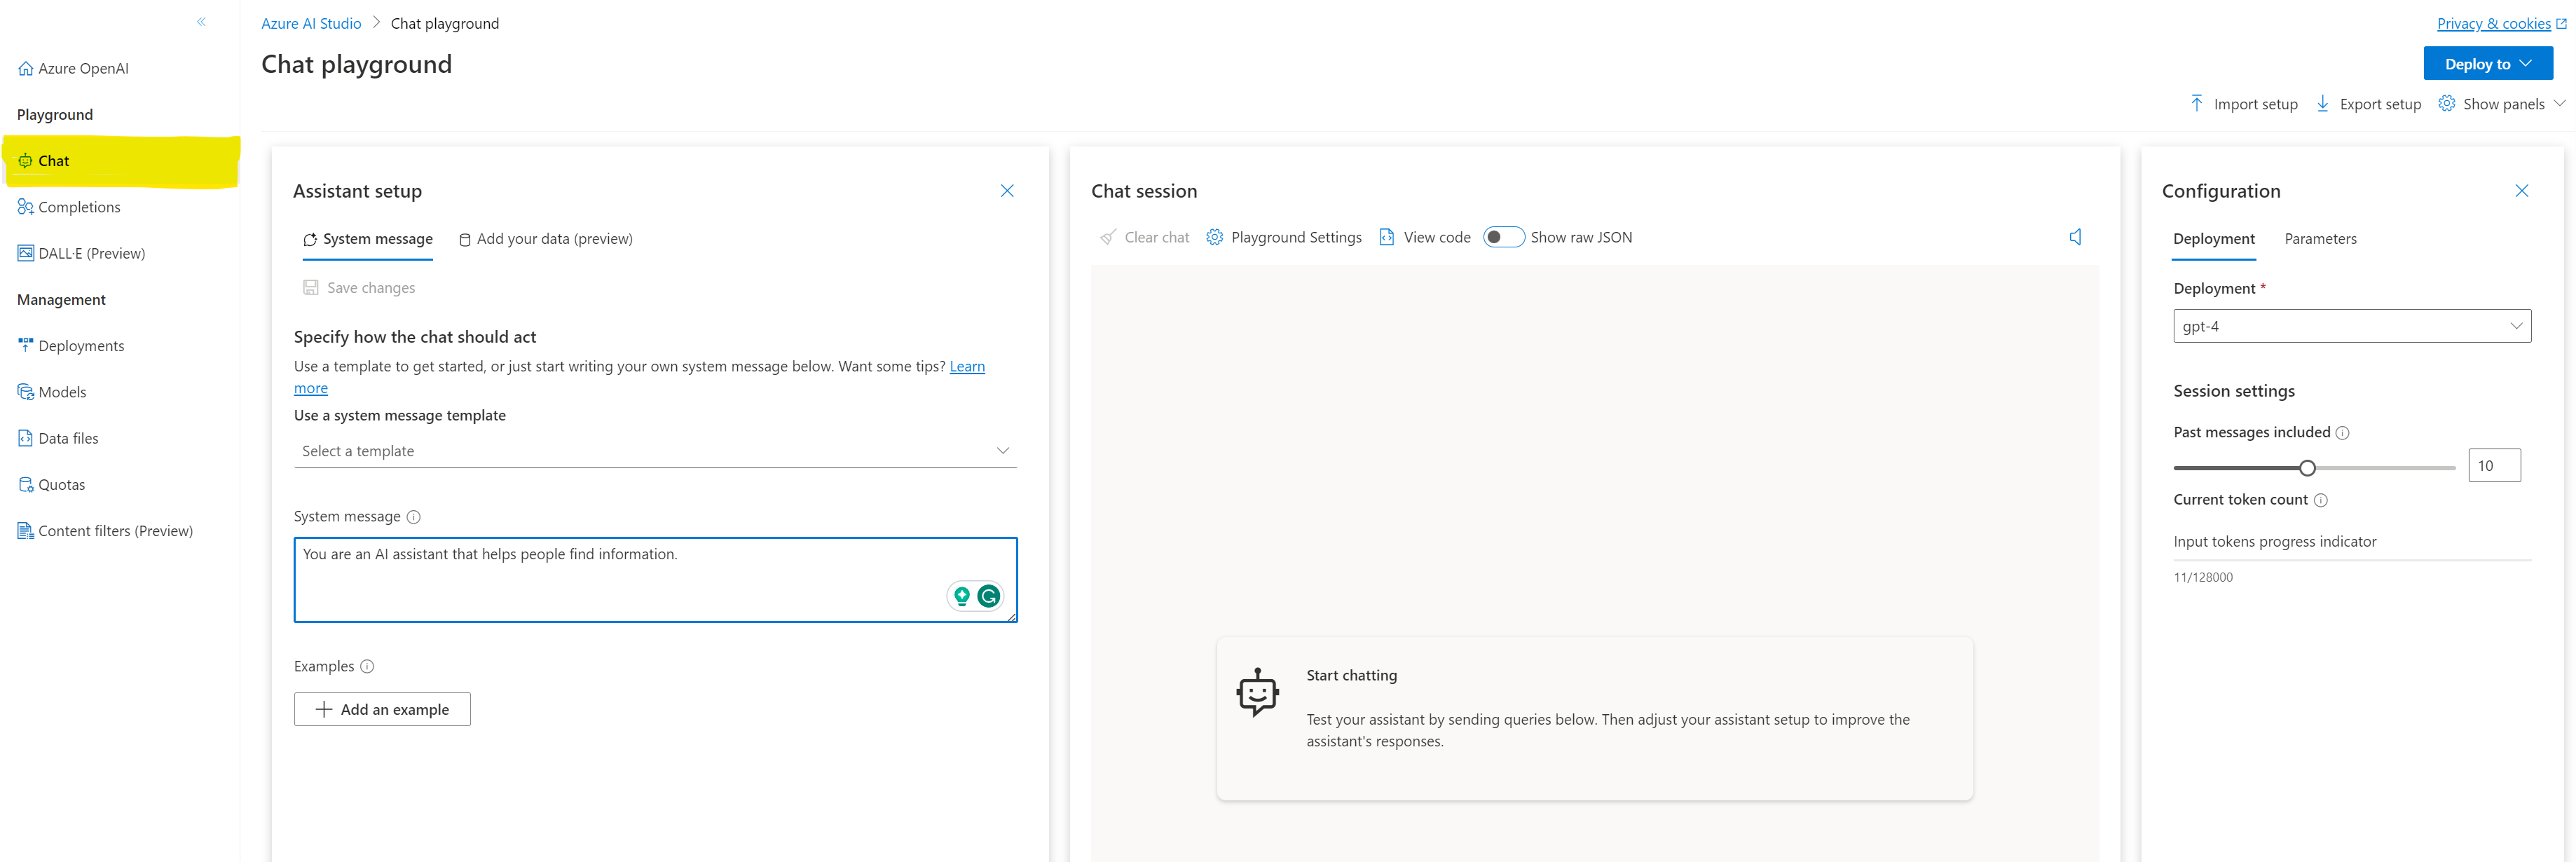 Azure AI Studio > Chat playground
Privacy & cookies
Chat playground
Deploy to
Import setup
Export setup
Show panels
Azure OpenAI
Playground
Chat
Completions
DALL·E (Preview)
Management
Deployments
Models
Data files
Quotas
Content filters (Preview)
Assistant setup
System message
Add your data (preview)
Save changes
Specify how the chat should act
Use a template to get started, or just start writing your own system message below. Want some tips? Learn
more
Use a system message template
Select a template
System message
You are an AI assistant that helps people find information.
Examples
Add an example
Chat session
Clear chat
Playground Settings
View code
Show raw JSON
Start chatting
Test your assistant by sending queries below. Then adjust your assistant setup to improve the
assistant's responses.
Configuration
Deployment
Parameters
Deployment *
gpt-4
Session settings
Past messages included
10
Current token count
Input tokens progress indicator
11/128000